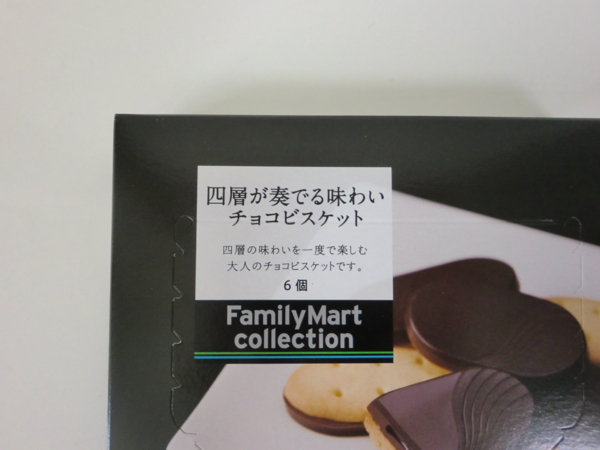 四層が奏でる味わい
チョコビスケット
四層の味わいを一度で楽しむ
大人のチョコビスケットです。
6個
FamilyMart
collection